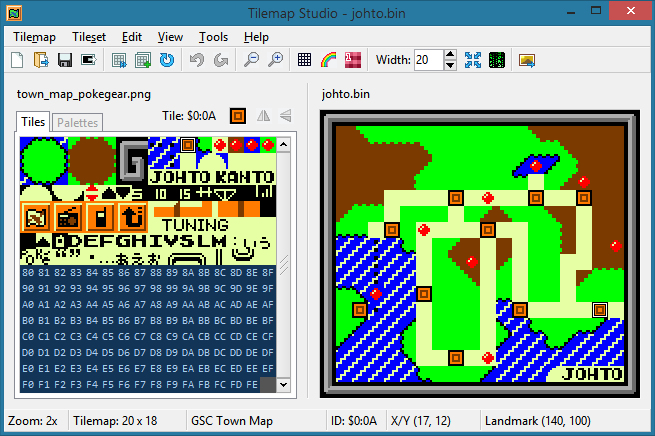 Tilemap Studio - johto.bin
Tilemap Tileset Edit View Tools Help
Width: 20
town_map_pokegear.png
Tiles Palettes
Tile: $0:0A
G
JOHTO KANTO
10 15
TUNING
DEFGHIVSLM
80 81 82 83 84 85 86 87 88 89 8A 8B 8C 8D 8E 8F
90 91 92 93 94 95 96 97 98 99 9A 9B 9C 9D 9E 9F
A0 A1 A2 A3 A4 A5 A6 A7 A8 A9 AA AB AC AD AE AF
B0 B1 B2 B3 B4 B5 B6 B7 B8 B9 BA BB BC BD BE BF
C0 C1 C2 C3 C4 C5 C6 C7 C8 C9 CA CB CC CD CE CF
D0 D1 D2 D3 D4 D5 D6 D7 D8 D9 DA DB DC DD DE DF
E0 E1 E2 E3 E4 E5 E6 E7 E8 E9 EA EB EC ED EE EF
F0 F1 F2 F3 F4 F5 F6 F7 F8 F9 FA FB FC FD FE
johto.bin
JOHTO
Zoom: 2x Tilemap: 20 x 18 GSC Town Map ID: $0:0A X/Y (17, 12) Landmark (140, 100)